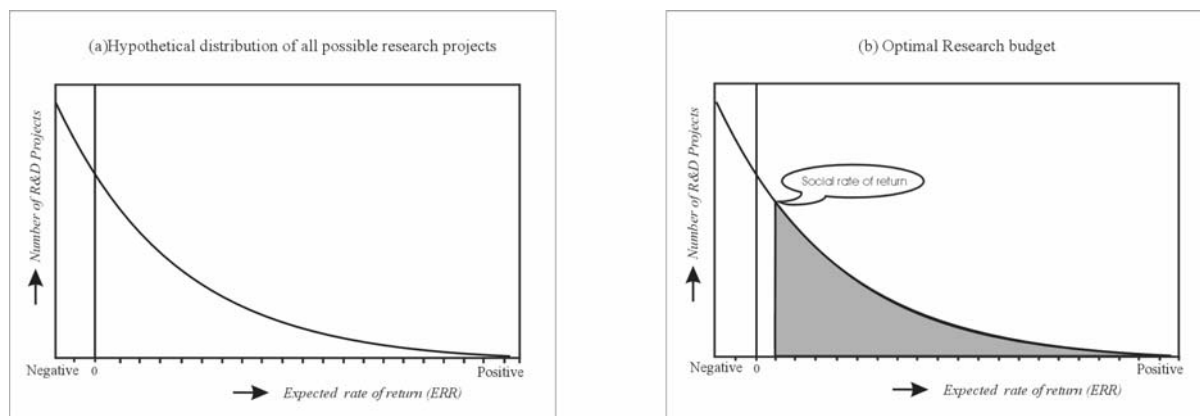 (a)Hypothetical distribution of all possible research projects
Number of R&D Projects
Negative 0 Positive
Expected rate of return (ERR)
(b) Optimal Research budget
Number of R&D Projects
Social rate of return
Negative 0 Positive
Expected rate of return (ERR)